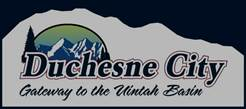 Duchesne City
Gateway to the Uintah Basin